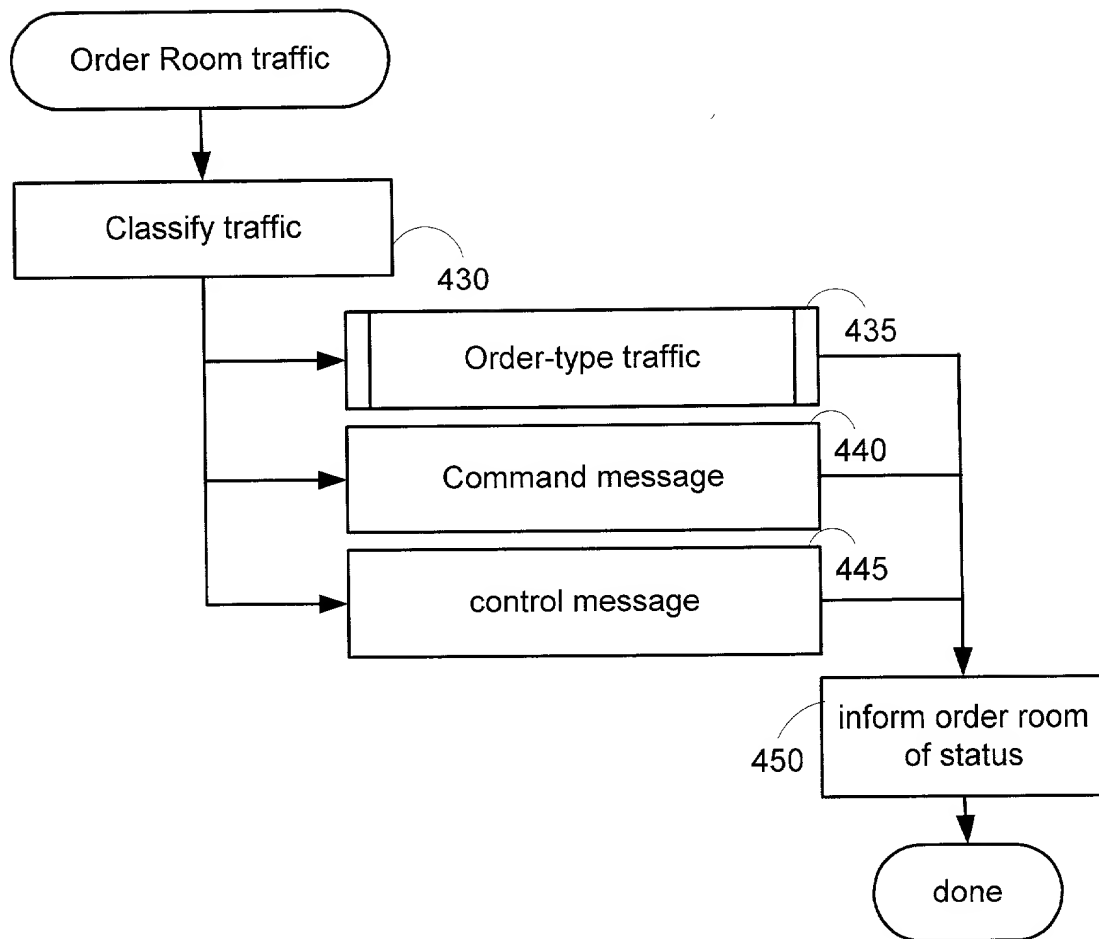 Order Room traffic
Classify traffic
430
Order-type traffic
435
Command message
440
control message
445
inform order room
of status
450
done